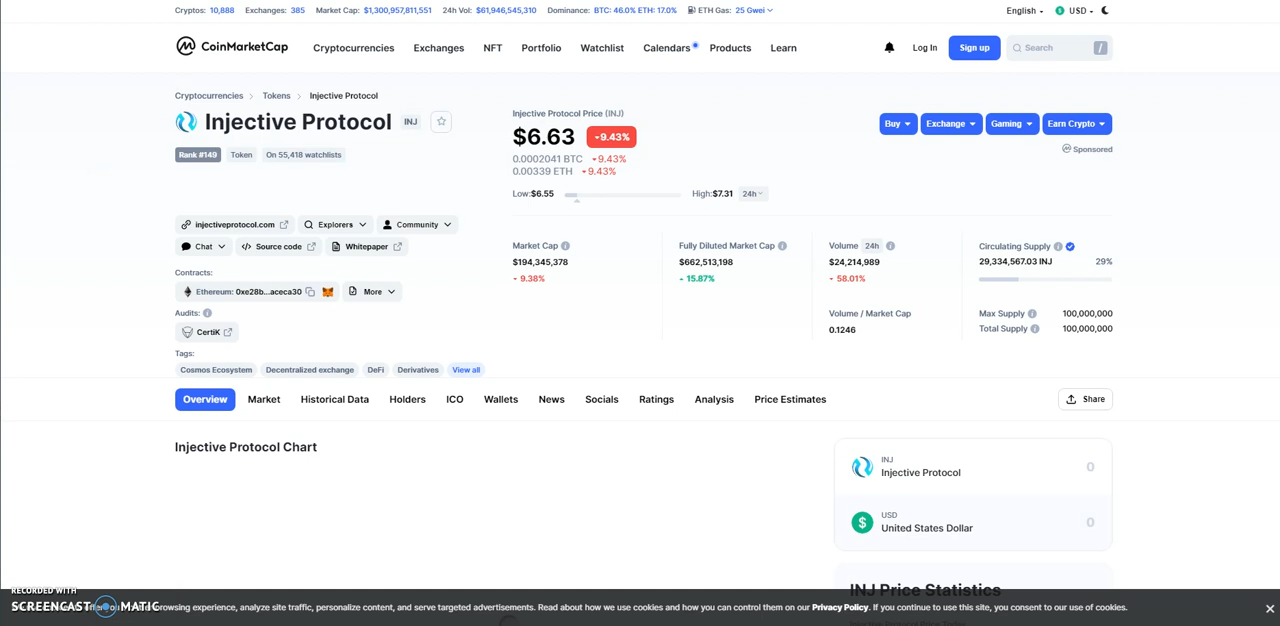 Cryptos: 10,888 Exchanges: 385 Market Cap: $1,300,957,811,551 24h Vol: $61,946,545,310 Dominance: BTC: 46.0% ETH: 17.0% ETH Gas: 25 Gwei English USD
CoinMarketCap Cryptocurrencies Exchanges NFT Portfolio Watchlist Calendars Products Learn Log In Sign up Search /
Cryptocurrencies > Tokens > Injective Protocol
Injective Protocol INJ
Rank #149 Token On 55,418 watchlists
injectiveprotocol.com Explorers Community
Chat Source code Whitepaper
Contracts:
Ethereum: 0xe28b...aceca30 More
Audits:
CertiK
Tags:
Cosmos Ecosystem Decentralized exchange DeFi Derivatives View all
Injective Protocol Price (INJ)
$6.63 9.43%
0.0002041 BTC 9.43%
0.00339 ETH 9.43%
Low: $6.55 High: $7.31 24h
Buy Exchange Gaming Earn Crypto
Sponsored
Market Cap
$194,345,378
9.38%
Fully Diluted Market Cap
$662,513,198
15.87%
Volume 24h
$24,214,989
58.01%
Volume / Market Cap
0.1246
Circulating Supply
29,334,567.03 INJ 29%
Max Supply 100,000,000
Total Supply 100,000,000
Overview Market Historical Data Holders ICO Wallets News Socials Ratings Analysis Price Estimates Share
Injective Protocol Chart
INJ
Injective Protocol 0
USD
United States Dollar 0
INJ Price Statistics
RECORDED WITH
SCREENCAST MATIC
browsing experience, analyze site traffic, personalize content, and serve targeted advertisements. Read about how we use cookies and how you can control them on our Privacy Policy. If you continue to use this site, you consent to our use of cookies.